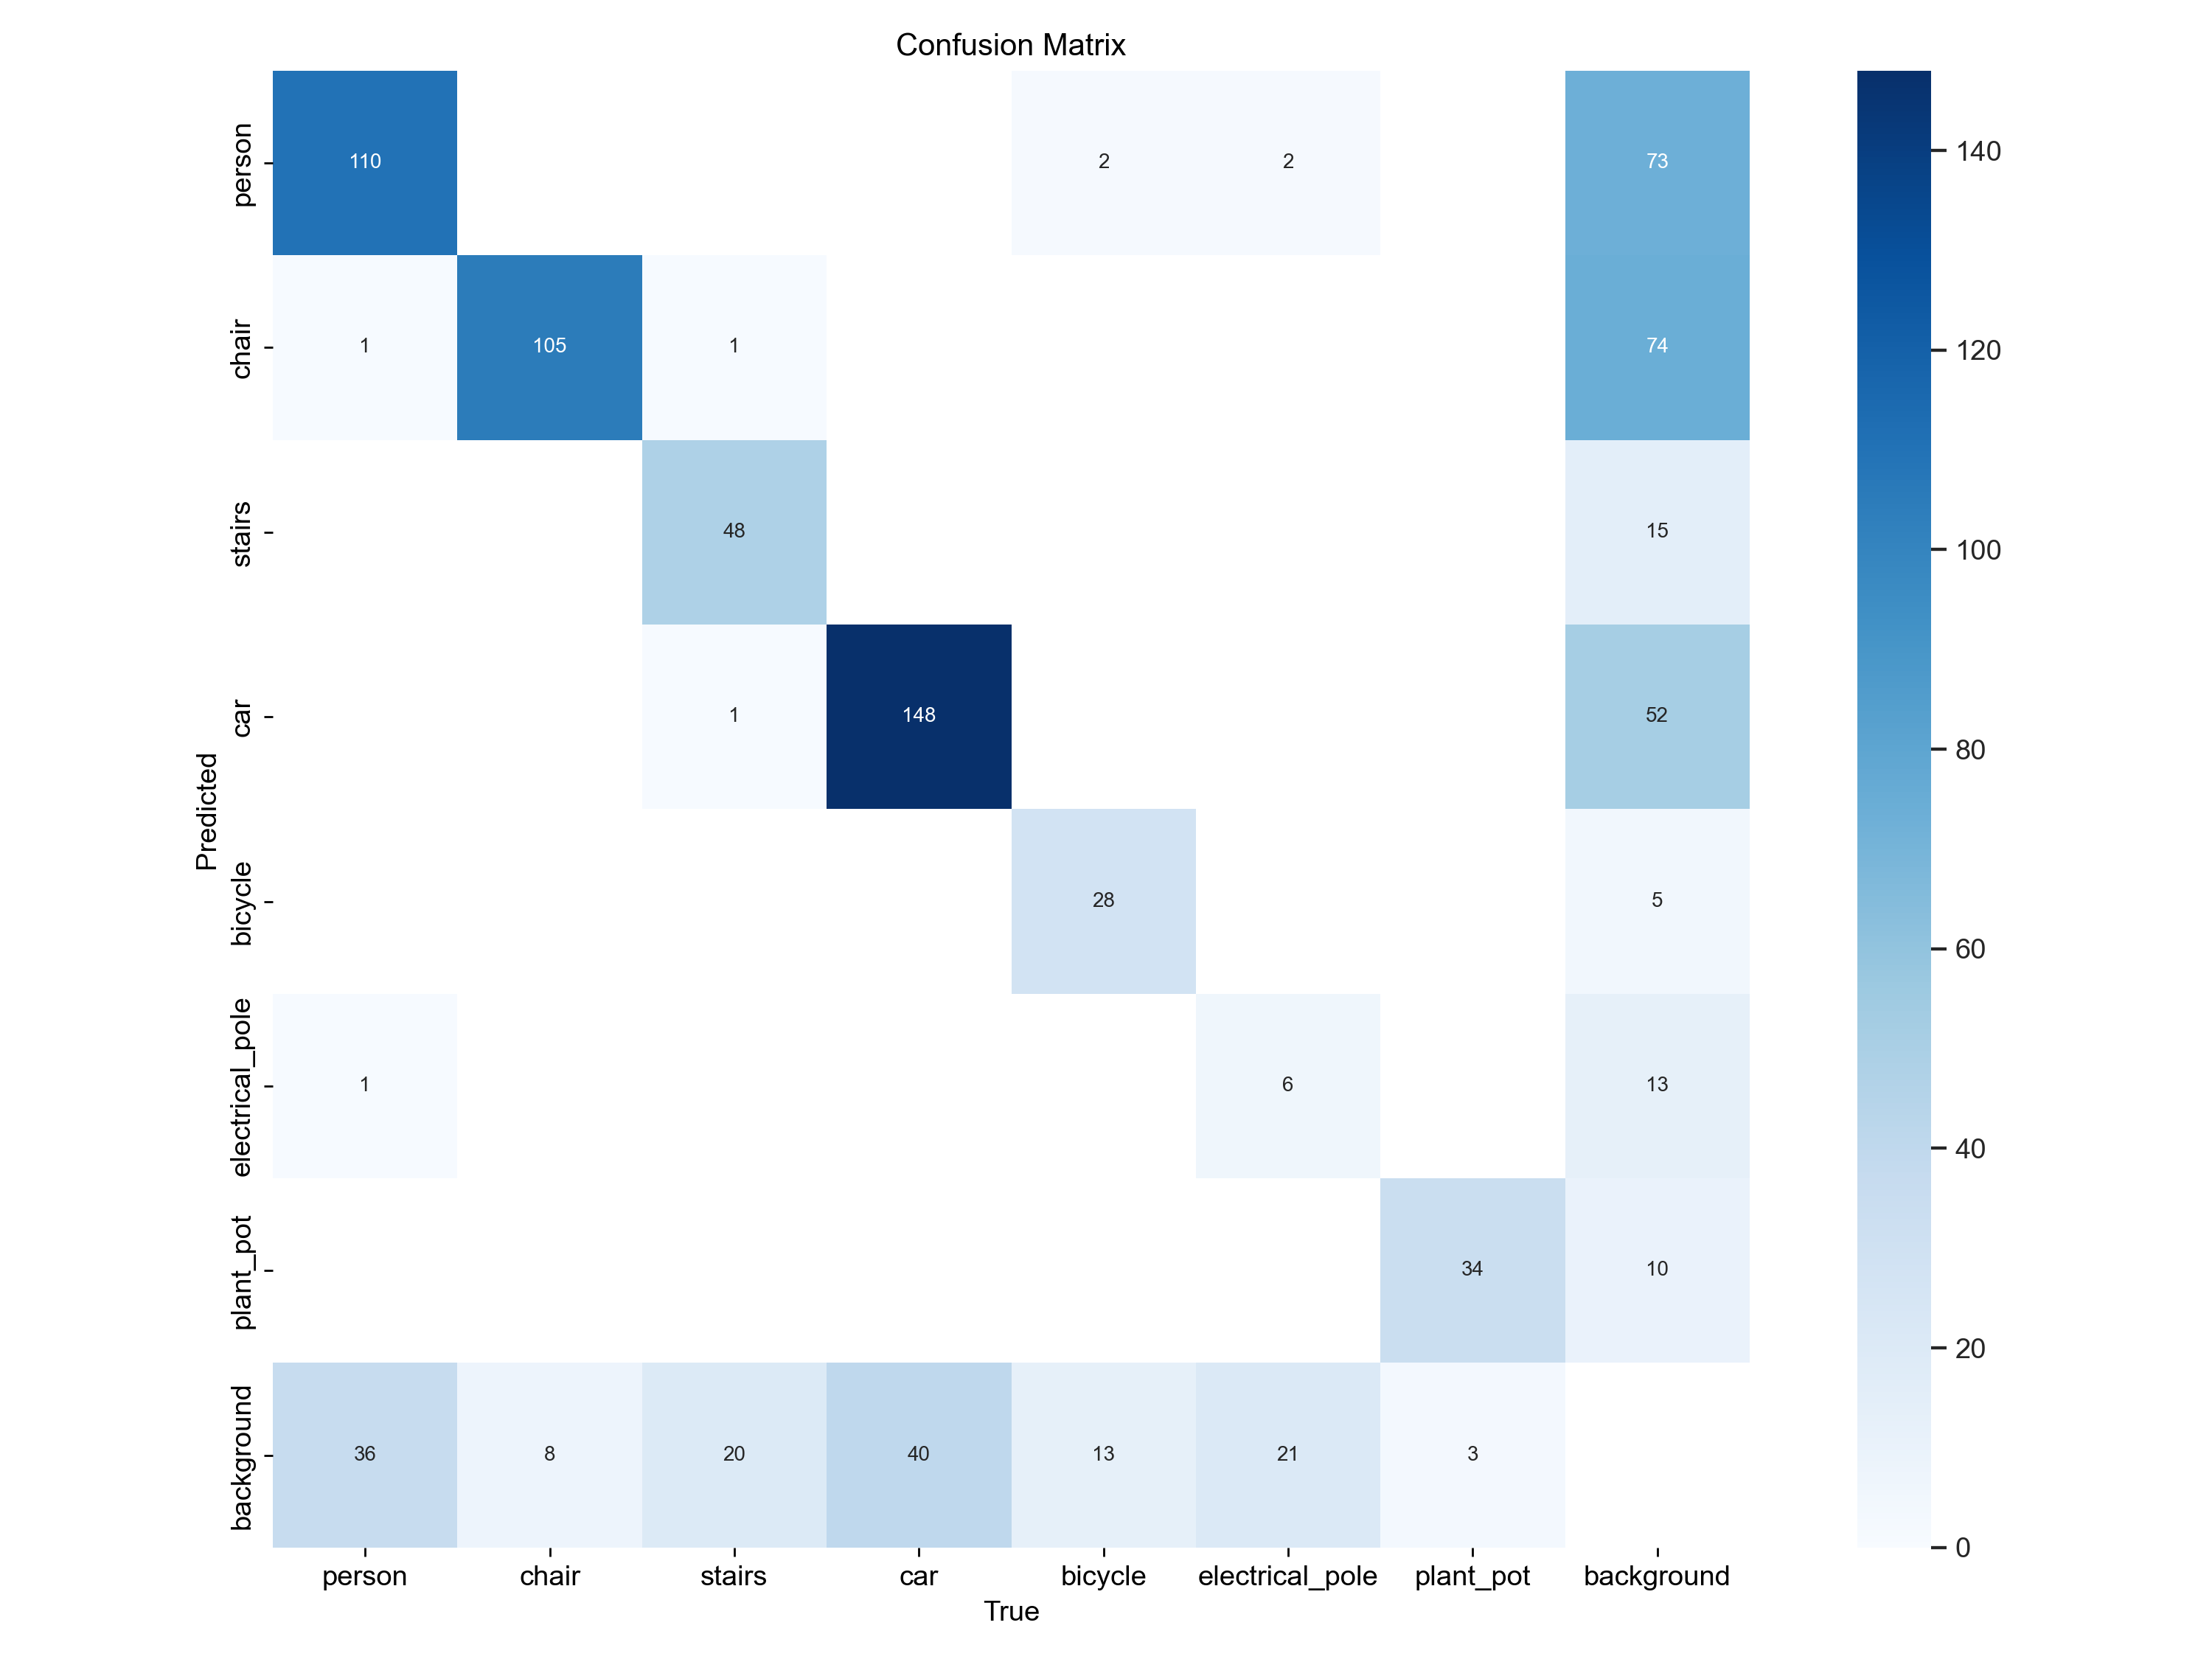 Confusion Matrix
person 110 2 2 73
chair 1 105 1 74
stairs 48 15
car 1 148 52
bicycle 28 5
electrical_pole 1 6 13
plant_pot 34 10
background 36 8 20 40 13 21 3
person chair stairs car bicycle electrical_pole plant_pot background
True
Predicted
140
120
100
80
60
40
20
0